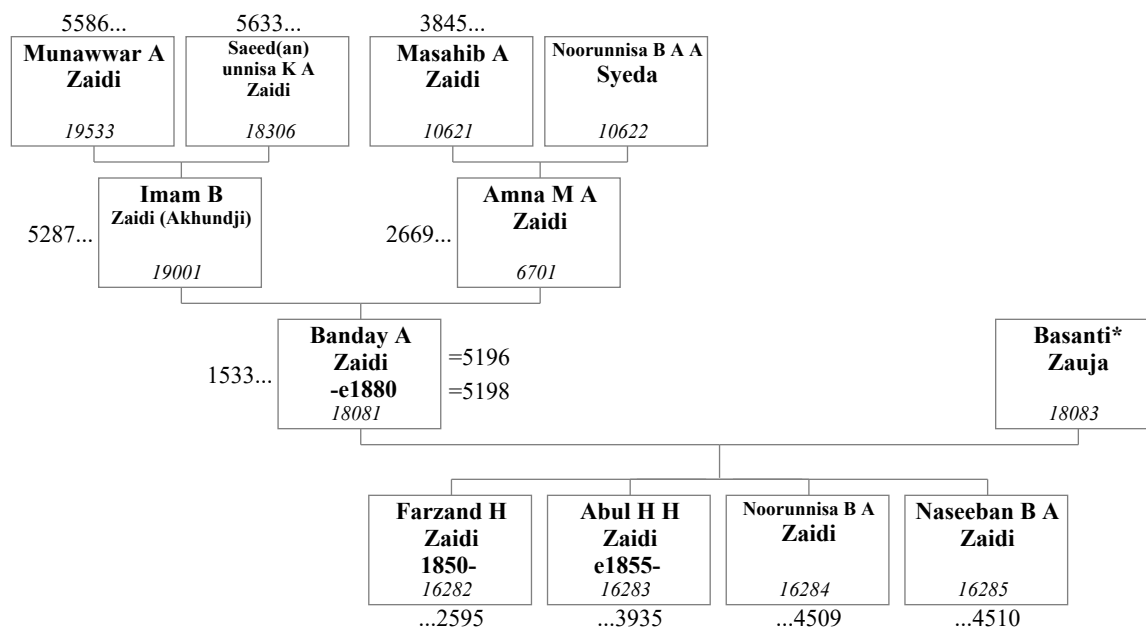 5586...
5633...
3845...
Munawwar A
Zaidi
19533
Saeed(an)
unnisa K A
Zaidi
18306
Masahib A
Zaidi
10621
Noorunnisa B A A
Syeda
10622
5287...
Imam B
Zaidi (Akhundji)
19001
2669...
Amna M A
Zaidi
6701
1533...
Banday A
Zaidi
-e1880
18081
=5196
=5198
Basanti*
Zauja
18083
Farzand H
Zaidi
1850-
16282
...2595
Abul H H
Zaidi
e1855-
16283
...3935
Noorunnisa B A
Zaidi
16284
...4509
Naseeban B A
Zaidi
16285
...4510